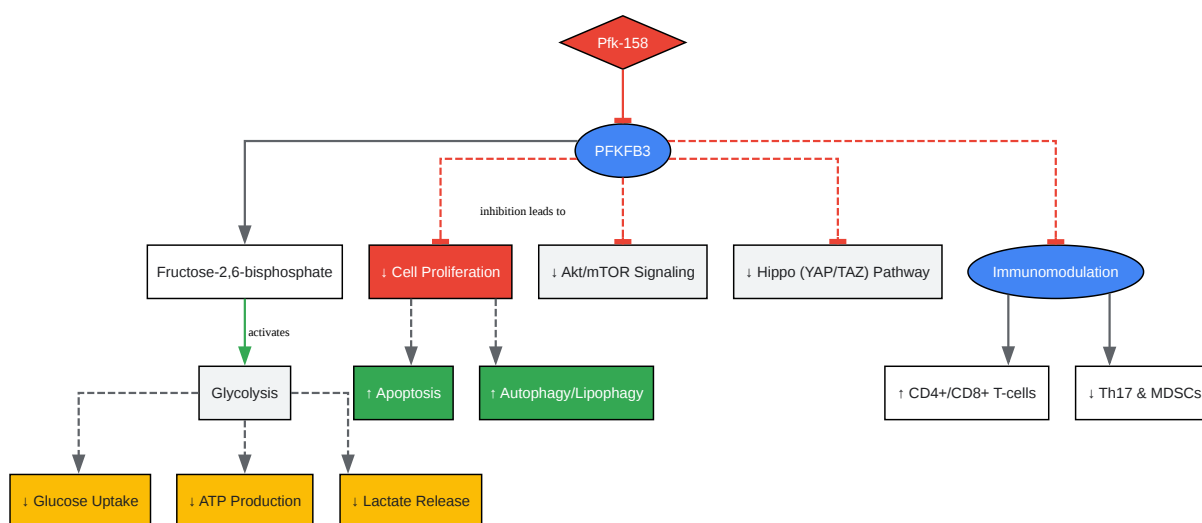 Pfk-158
PFKFB3
inhibition leads to
Fructose-2,6-bisphosphate
↓ Cell Proliferation
↓ Akt/mTOR Signaling
↓ Hippo (YAP/TAZ) Pathway
Immunomodulation
activates
Glycolysis
↑ Apoptosis
↑ Autophagy/Lipophagy
↑ CD4+/CD8+ T-cells
↓ Th17 & MDSCs
↓ Glucose Uptake
↓ ATP Production
↓ Lactate Release